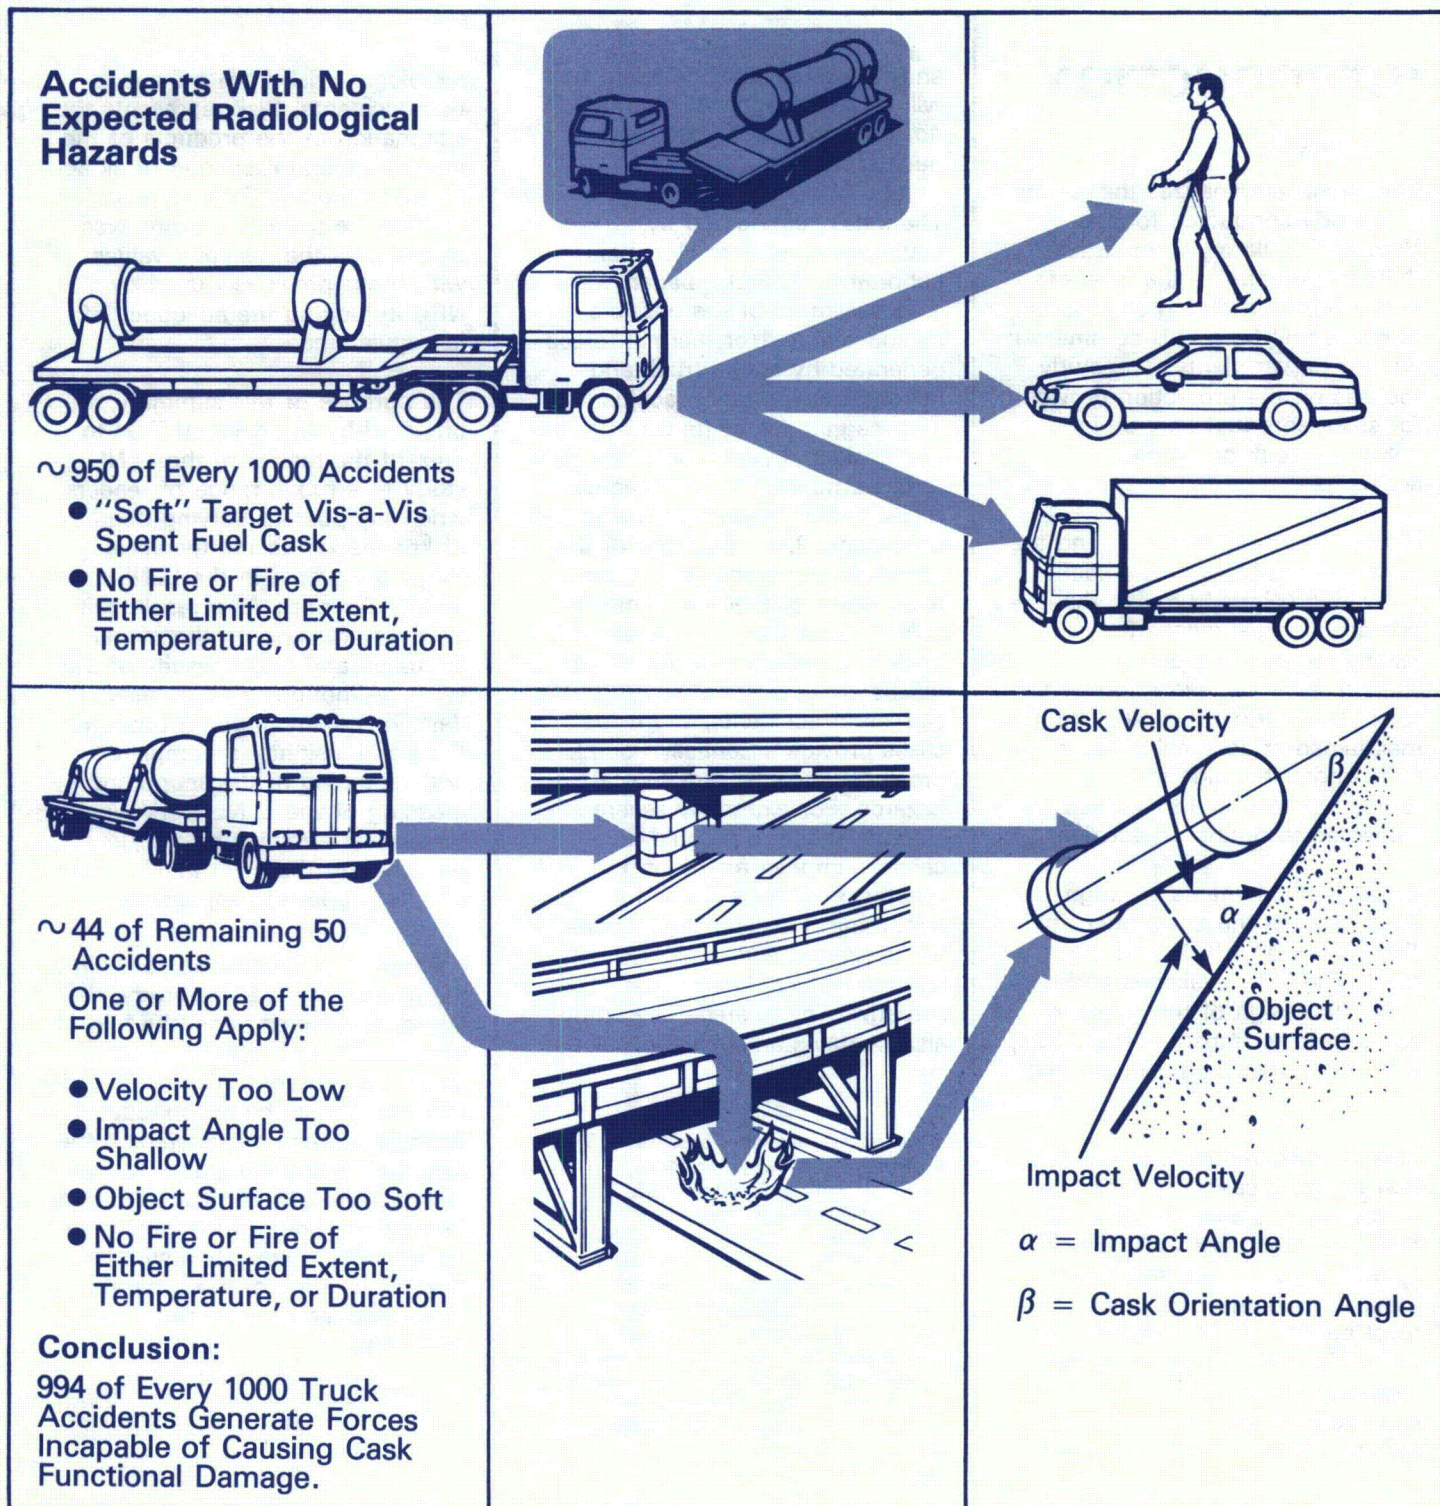 Accidents With No
Expected Radiological
Hazards
~950 of Every 1000 Accidents
● "Soft" Target Vis-a-Vis
Spent Fuel Cask
● No Fire or Fire of
Either Limited Extent,
Temperature, or Duration
~44 of Remaining 50
Accidents
One or More of the
Following Apply:
● Velocity Too Low
● Impact Angle Too
Shallow
● Object Surface Too Soft
● No Fire or Fire of
Either Limited Extent,
Temperature, or Duration
Conclusion:
994 of Every 1000 Truck
Accidents Generate Forces
Incapable of Causing Cask
Functional Damage.
Cask Velocity
β
α
Object
Surface
Impact Velocity
α = Impact Angle
β = Cask Orientation Angle